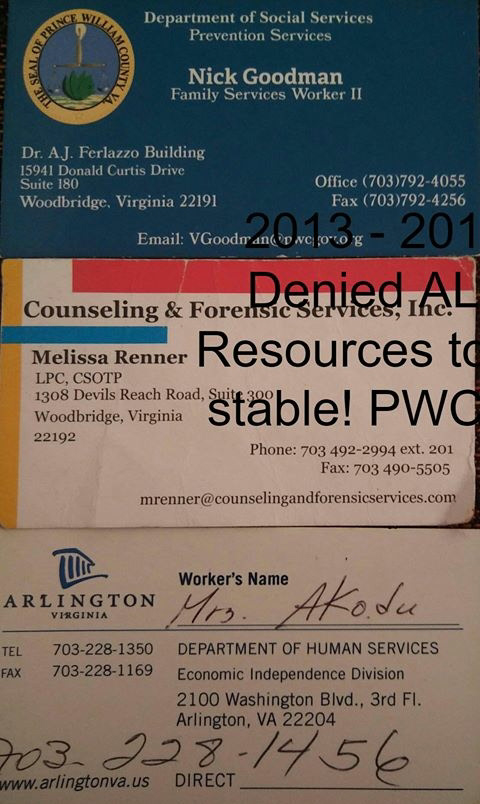 THE SEAL OF PRINCE WILLIAM COUNTY VA
Department of Social Services
Prevention Services
Nick Goodman
Family Services Worker II
Dr. A.J. Ferlazzo Building
15941 Donald Curtis Drive
Suite 180
Woodbridge, Virginia 22191
Office (703)792-4055
Fax (703)792-4256
Email: VGoodman@pwcgov.org
2013 - 201
Denied AL
Resources to
stable! PWC
Counseling & Forensic Services, Inc.
Melissa Renner
LPC, CSOTP
1308 Devils Reach Road, Suite 300
Woodbridge, Virginia
22192
Phone: 703 492-2994 ext. 201
Fax: 703 490-5505
mrenner@counselingandforensicservices.com
ARLINGTON
VIRGINIA
Worker's Name
Mrs. Akodu
TEL 703-228-1350
FAX 703-228-1169
DEPARTMENT OF HUMAN SERVICES
Economic Independence Division
2100 Washington Blvd., 3rd Fl.
Arlington, VA 22204
703-228-1456
www.arlingtonva.us
DIRECT